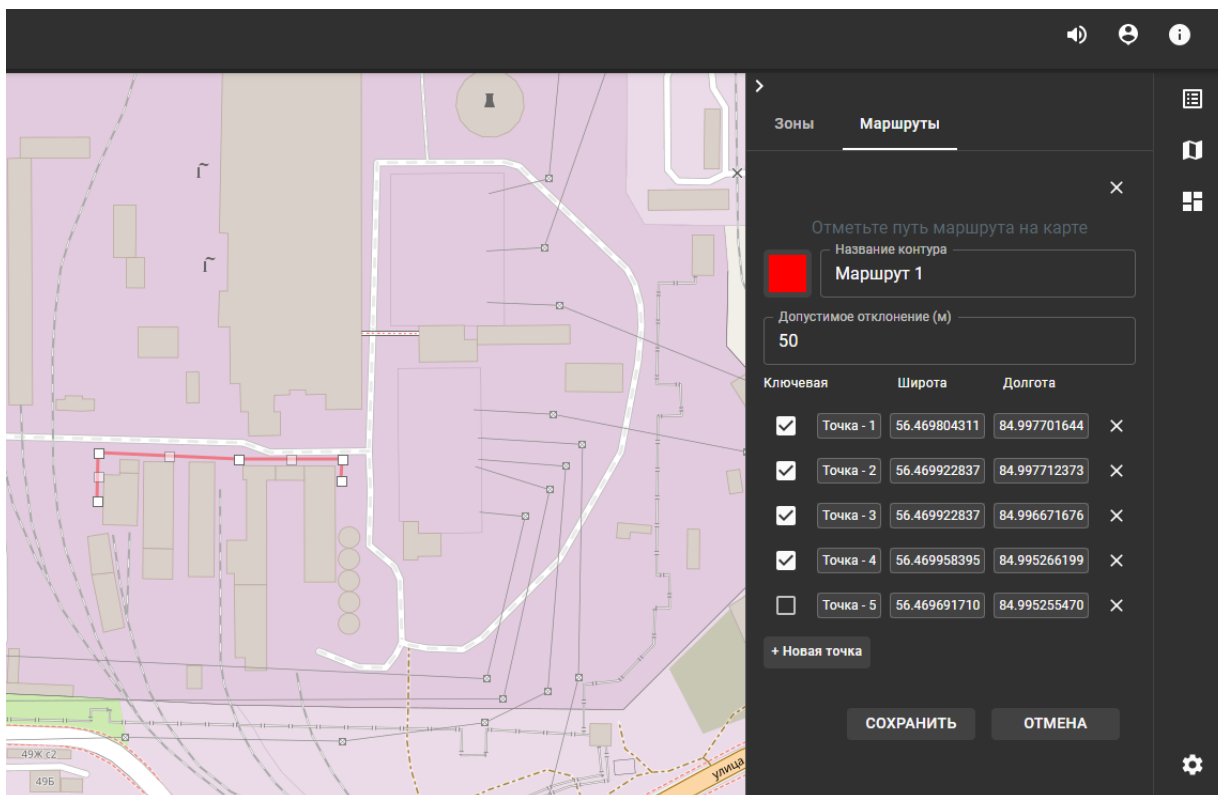 Зоны Маршруты
Отметьте путь маршрута на карте
Название контура
Маршрут 1
Допустимое отклонение (м)
50
Ключевая Широта Долгота
Точка - 1 56.469804311 84.997701644
Точка - 2 56.469922837 84.997712373
Точка - 3 56.469922837 84.996671676
Точка - 4 56.469958395 84.995266199
Точка - 5 56.469691710 84.995255470
+ Новая точка
СОХРАНИТЬ ОТМЕНА
49Ж с2
49Б
улица